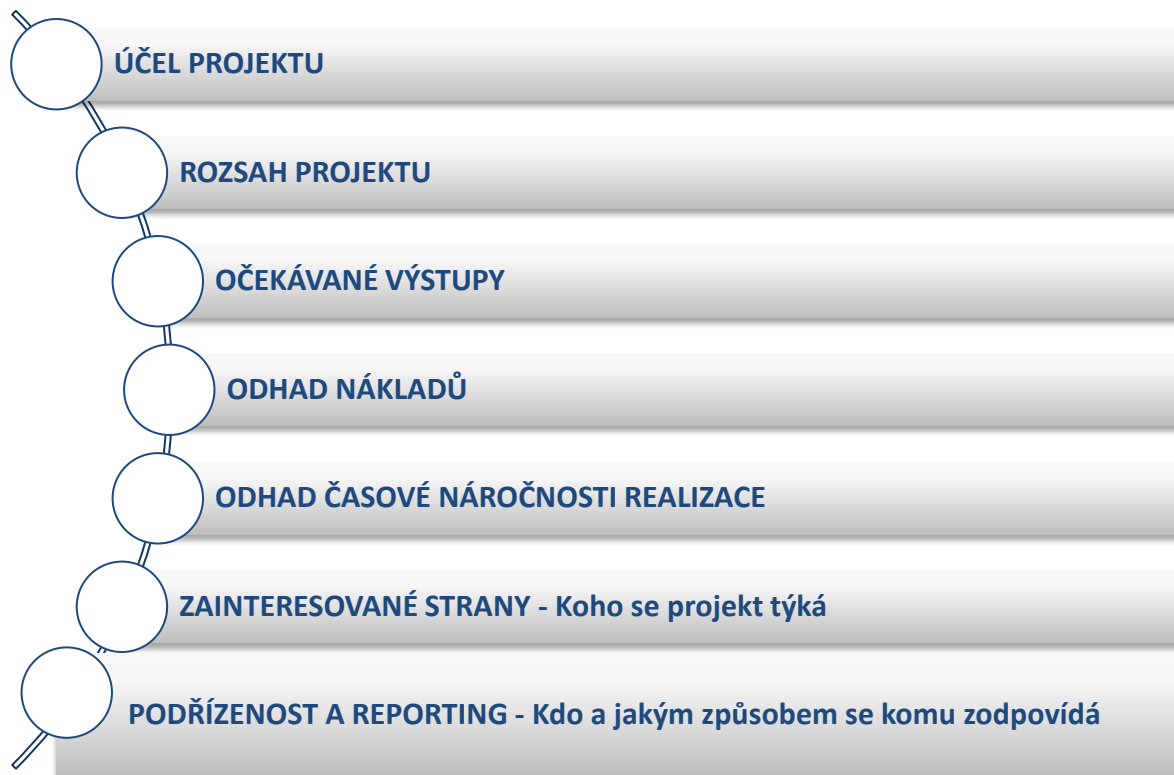 ÚČEL PROJEKTU
ROZSAH PROJEKTU
OČEKÁVANÉ VÝSTUPY
ODHAD NÁKLADŮ
ODHAD ČASOVÉ NÁROČNOSTI REALIZACE
ZAINTERESOVANÉ STRANY - Koho se projekt týká
PODŘÍZENOST A REPORTING - Kdo a jakým způsobem se komu zodpovídá